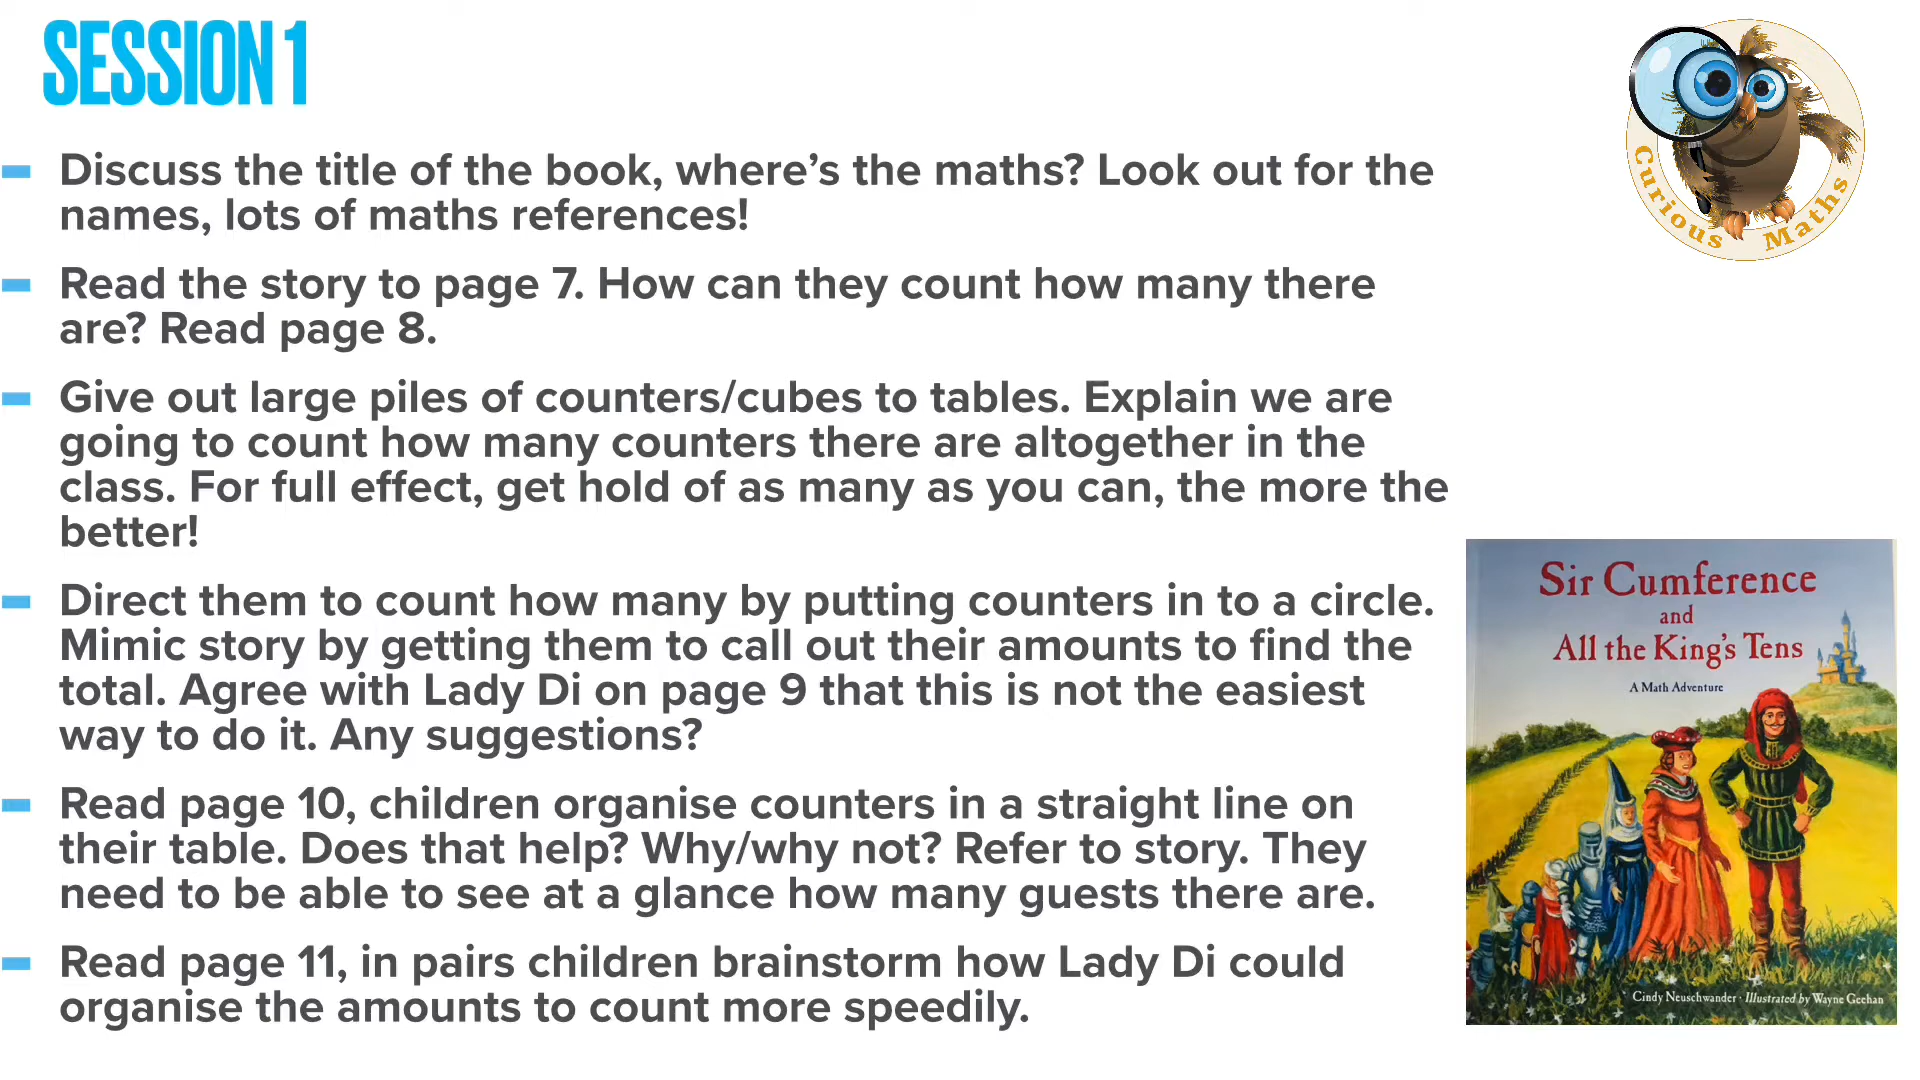 SESSION 1
Curious Maths
Discuss the title of the book, where's the maths? Look out for the
names, lots of maths references!
Read the story to page 7. How can they count how many there
are? Read page 8.
Give out large piles of counters/cubes to tables. Explain we are
going to count how many counters there are altogether in the
class. For full effect, get hold of as many as you can, the more the
better!
Direct them to count how many by putting counters in to a circle.
Mimic story by getting them to call out their amounts to find the
total. Agree with Lady Di on page 9 that this is not the easiest
way to do it. Any suggestions?
Read page 10, children organise counters in a straight line on
their table. Does that help? Why/why not? Refer to story. They
need to be able to see at a glance how many guests there are.
Read page 11, in pairs children brainstorm how Lady Di could
organise the amounts to count more speedily.
Sir Cumference
and
All the King's Tens
A Math Adventure
Cindy Neuschwander · Illustrated by Wayne Geehan